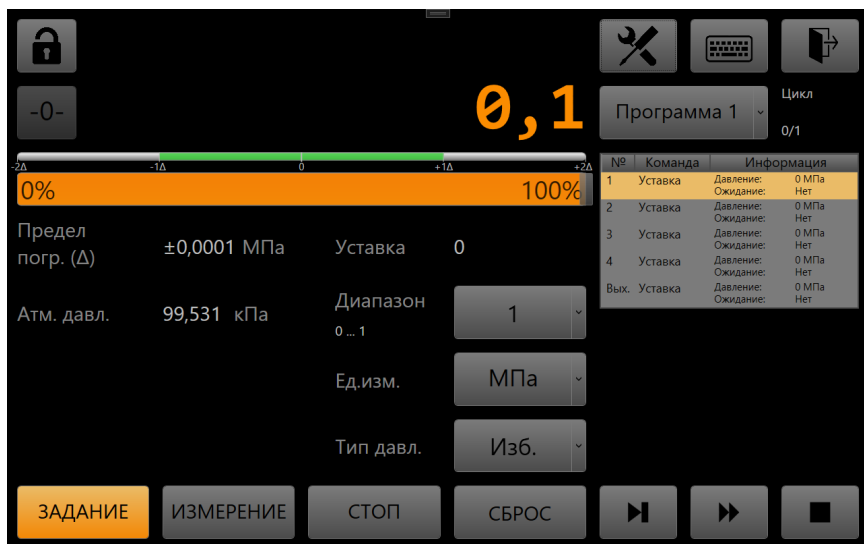 -0-
0,1
Программа 1
Цикл
0/1
-2Δ -1Δ 0 +1Δ +2Δ
0% 100%
Предел
погр. (Δ)
±0,0001 МПа
Уставка 0
Атм. давл. 99,531 кПа
Диапазон
0 ... 1
1
Ед.изм. МПа
Тип давл. Изб.
№ Команда Информация
1 Уставка Давление: 0 МПа
Ожидание: Нет
2 Уставка Давление: 0 МПа
Ожидание: Нет
3 Уставка Давление: 0 МПа
Ожидание: Нет
4 Уставка Давление: 0 МПа
Ожидание: Нет
Вых. Уставка Давление: 0 МПа
Ожидание: Нет
ЗАДАНИЕ ИЗМЕРЕНИЕ СТОП СБРОС